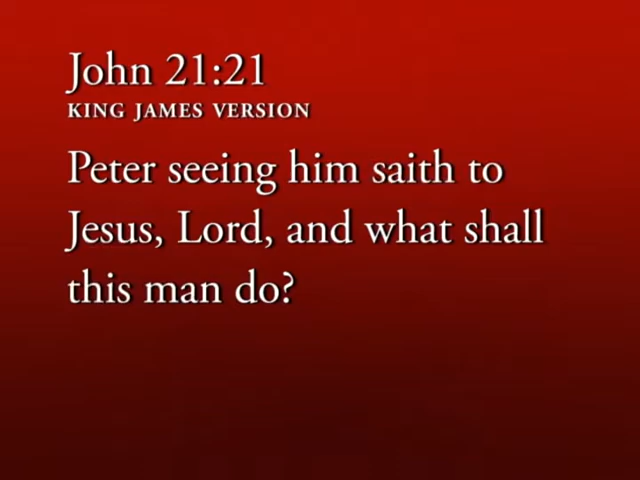 John 21:21
KING JAMES VERSION
Peter seeing him saith to
Jesus, Lord, and what shall
this man do?